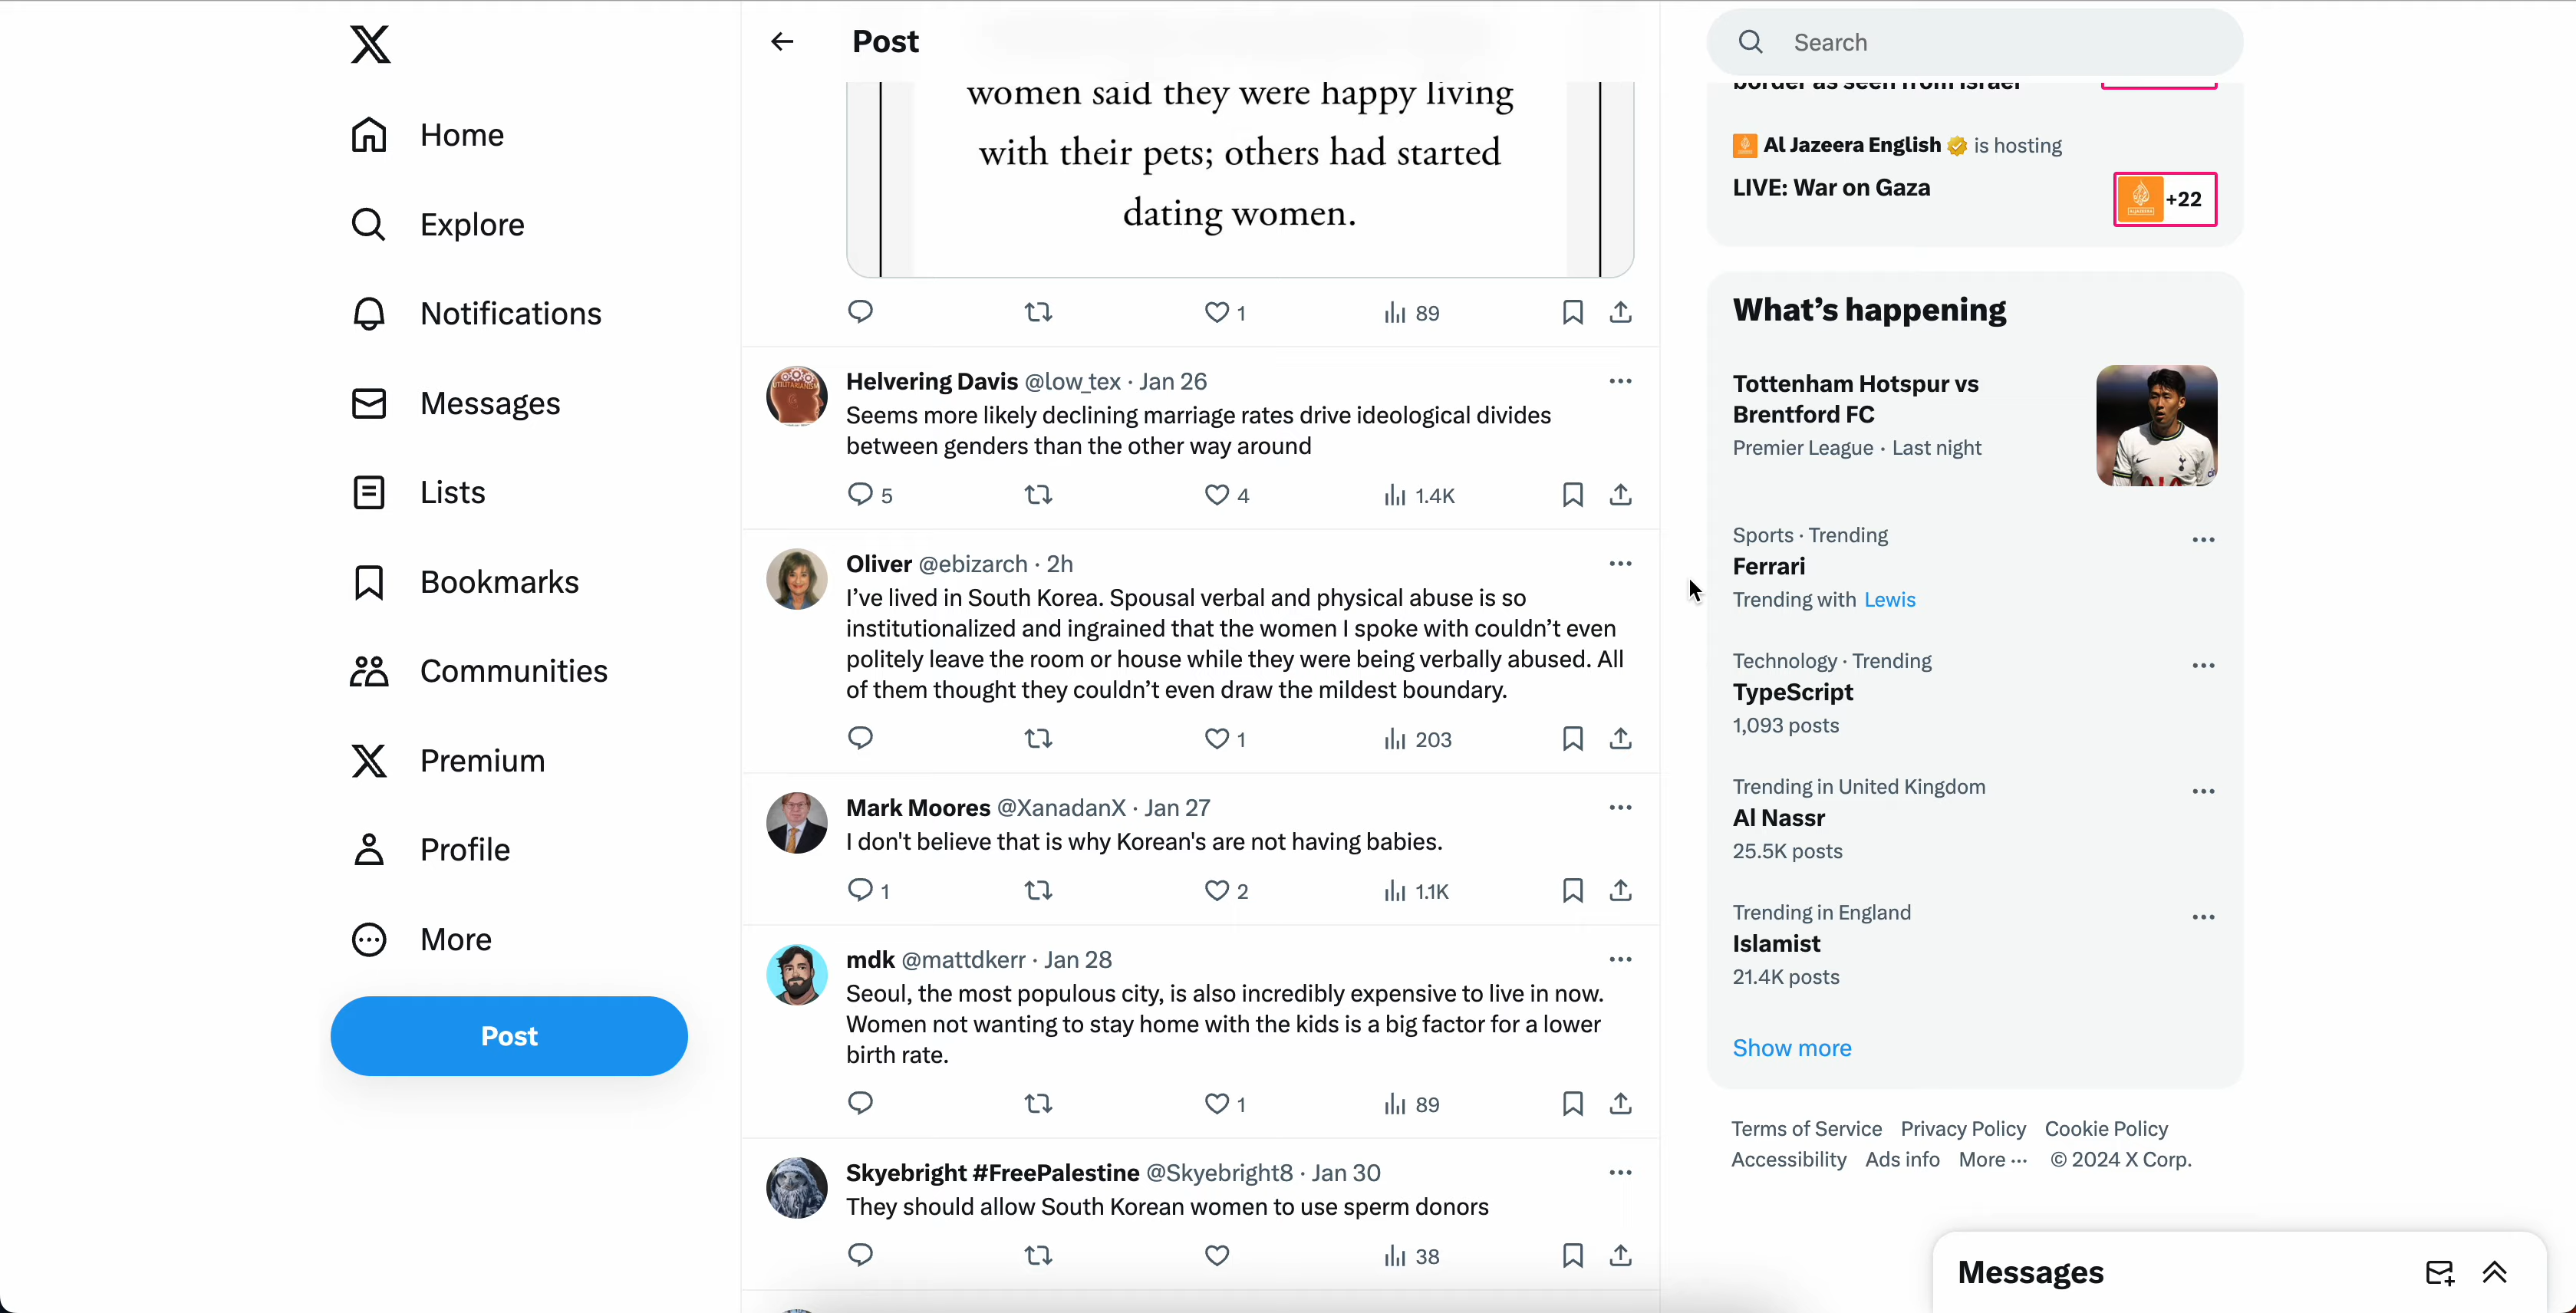 Home
Explore
Notifications
Messages
Lists
Bookmarks
Communities
Premium
Profile
More
Post
Post
women said they were happy living
with their pets; others had started
dating women.
1
89
Helvering Davis @low_tex · Jan 26
Seems more likely declining marriage rates drive ideological divides
between genders than the other way around
5
4
1.4K
Oliver @ebizarch · 2h
I’ve lived in South Korea. Spousal verbal and physical abuse is so
institutionalized and ingrained that the women I spoke with couldn’t even
politely leave the room or house while they were being verbally abused. All
of them thought they couldn’t even draw the mildest boundary.
1
203
Mark Moores @XanadanX · Jan 27
I don't believe that is why Korean's are not having babies.
1
2
1.1K
mdk @mattdkerr · Jan 28
Seoul, the most populous city, is also incredibly expensive to live in now.
Women not wanting to stay home with the kids is a big factor for a lower
birth rate.
1
89
Skyebright #FreePalestine @Skyebright8 · Jan 30
They should allow South Korean women to use sperm donors
38
Search
border as seen from Israel
Al Jazeera English is hosting
LIVE: War on Gaza
+22
What’s happening
Tottenham Hotspur vs
Brentford FC
Premier League · Last night
Sports · Trending
Ferrari
Trending with Lewis
Technology · Trending
TypeScript
1,093 posts
Trending in United Kingdom
Al Nassr
25.5K posts
Trending in England
Islamist
21.4K posts
Show more
Terms of Service Privacy Policy Cookie Policy
Accessibility Ads info More ··· © 2024 X Corp.
Messages